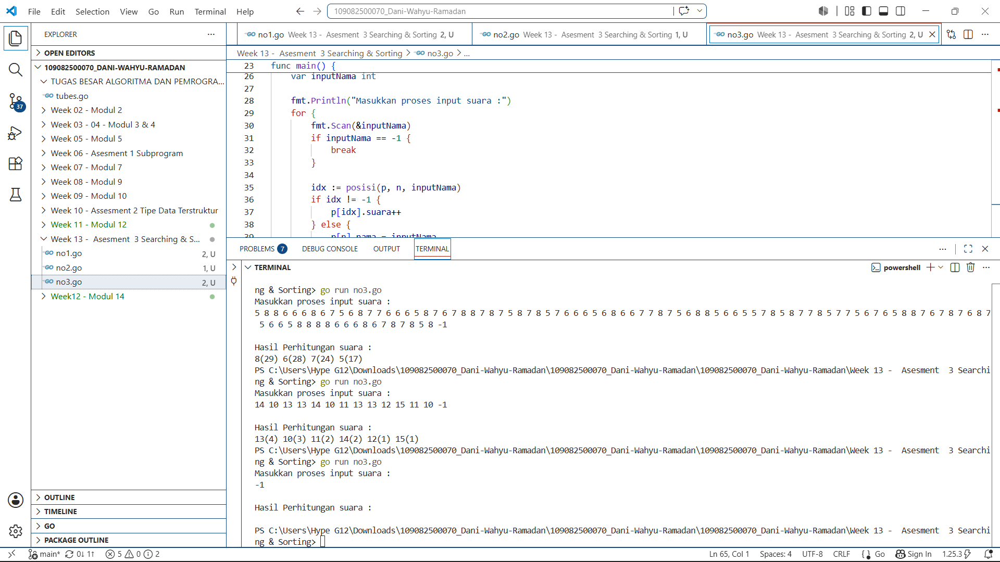 File Edit Selection View Go Run Terminal Help
109082500070_Dani-Wahyu-Ramadan
EXPLORER
OPEN EDITORS
109082500070_DANI-WAHYU-RAMADAN
TUGAS BESAR ALGORITMA DAN PEMROGRA...
tubes.go
Week 02 - Modul 2
Week 03 - 04 - Modul 3 & 4
Week 05 - Modul 5
Week 06 - Asesment 1 Subprogram
Week 07 - Modul 7
Week 08 - Modul 9
Week 09 - Modul 10
Week 10 - Assesment 2 Tipe Data Terstruktur
Week 11 - Modul 12
Week 13 -  Asesment  3 Searching & S...
no1.go 2, U
no2.go 1, U
no3.go 2, U
Week12 - Modul 14
OUTLINE
TIMELINE
GO
PACKAGE OUTLINE
37
no1.go Week 13 -  Asesment  3 Searching & Sorting 2, U
no2.go Week 13 -  Asesment  3 Searching & Sorting 1, U
no3.go Week 13 -  Asesment  3 Searching & Sorting 2, U
Week 13 -  Asesment  3 Searching & Sorting > no3.go > ...
23 func main() {
26 var inputNama int
27
28 fmt.Println("Masukkan proses input suara :")
29 for {
30 fmt.Scan(&inputNama)
31 if inputNama == -1 {
32 break
33 }
34
35 idx := posisi(p, n, inputNama)
36 if idx != -1 {
37 p[idx].suara++
38 } else {
39 p[n].nama = inputNama
PROBLEMS 7 DEBUG CONSOLE OUTPUT TERMINAL
TERMINAL
powershell
ng & Sorting> go run no3.go
Masukkan proses input suara :
5 8 8 6 6 6 8 6 7 5 6 8 7 7 6 6 6 5 8 7 6 7 8 8 7 8 7 5 8 7 8 5 7 6 6 6 5 6 8 6 6 7 7 8 7 5 6 8 8 5 6 6 5 5 7 8 5 8 7 7 8 5 7 7 5 6 7 6 5 8 8 7 6 7 8 7 6 8 7
5 6 6 5 8 8 8 8 6 6 6 8 6 7 8 7 8 5 8 -1
Hasil Perhitungan suara :
8(29) 6(28) 7(24) 5(17)
PS C:\Users\Hype G12\Downloads\109082500070_Dani-Wahyu-Ramadan\109082500070_Dani-Wahyu-Ramadan\109082500070_Dani-Wahyu-Ramadan\Week 13 -  Asesment  3 Searchi
ng & Sorting> go run no3.go
Masukkan proses input suara :
14 10 13 13 14 10 11 13 13 12 15 11 10 -1
Hasil Perhitungan suara :
13(4) 10(3) 11(2) 14(2) 12(1) 15(1)
PS C:\Users\Hype G12\Downloads\109082500070_Dani-Wahyu-Ramadan\109082500070_Dani-Wahyu-Ramadan\109082500070_Dani-Wahyu-Ramadan\Week 13 -  Asesment  3 Searchi
ng & Sorting> go run no3.go
Masukkan proses input suara :
-1
Hasil Perhitungan suara :
PS C:\Users\Hype G12\Downloads\109082500070_Dani-Wahyu-Ramadan\109082500070_Dani-Wahyu-Ramadan\109082500070_Dani-Wahyu-Ramadan\Week 13 -  Asesment  3 Searchi
ng & Sorting>
main* 0↓ 1↑ 5 0 2 Ln 65, Col 1 Spaces: 4 UTF-8 CRLF { } Go Sign In 1.25.3